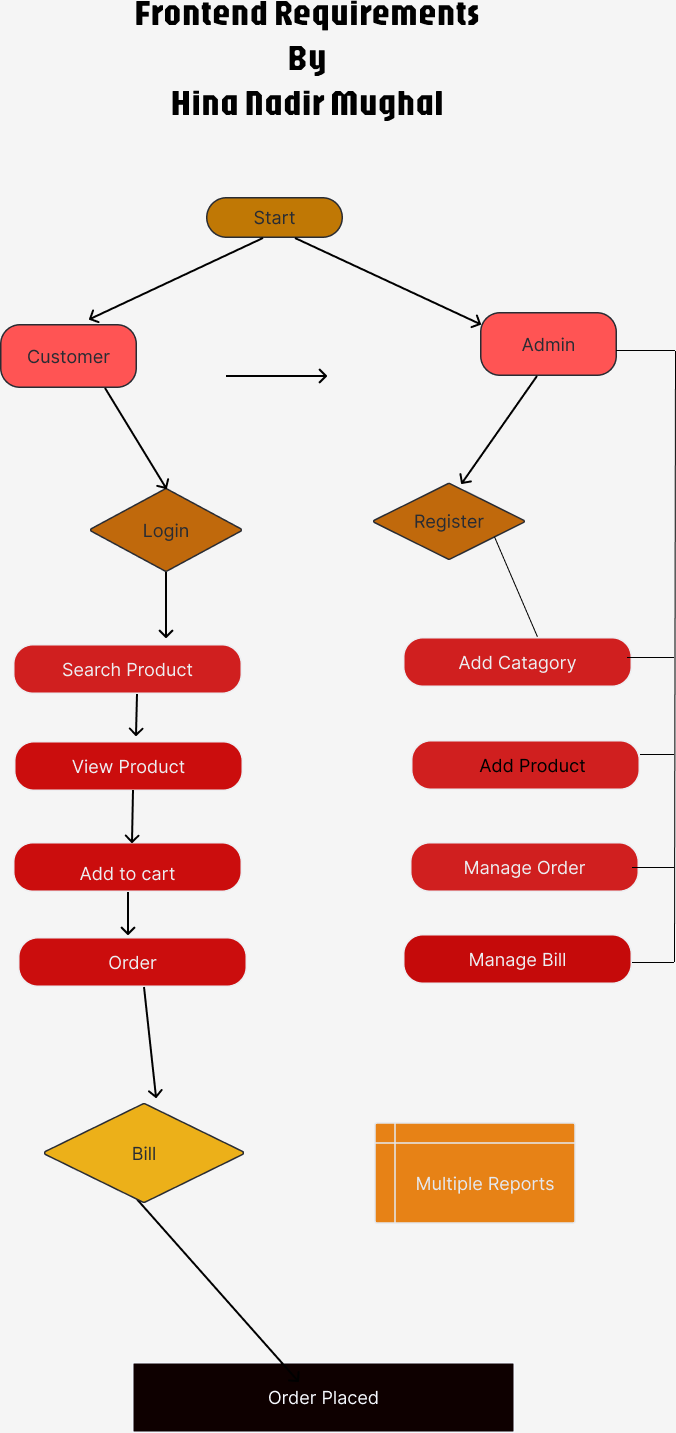 Frontend Requirements
By
Hina Nadir Mughal
Start
Customer
Admin
Login
Register
Search Product
Add Catagory
View Product
Add Product
Add to cart
Manage Order
Order
Manage Bill
Bill
Multiple Reports
Order Placed